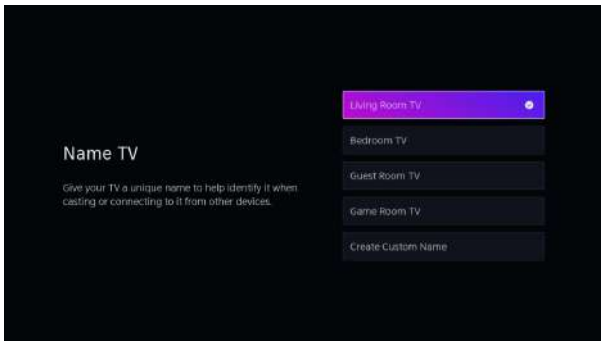 Name TV
Give your TV a unique name to help identify it when
casting or connecting to it from other devices.
Living Room TV
Bedroom TV
Guest Room TV
Game Room TV
Create Custom Name